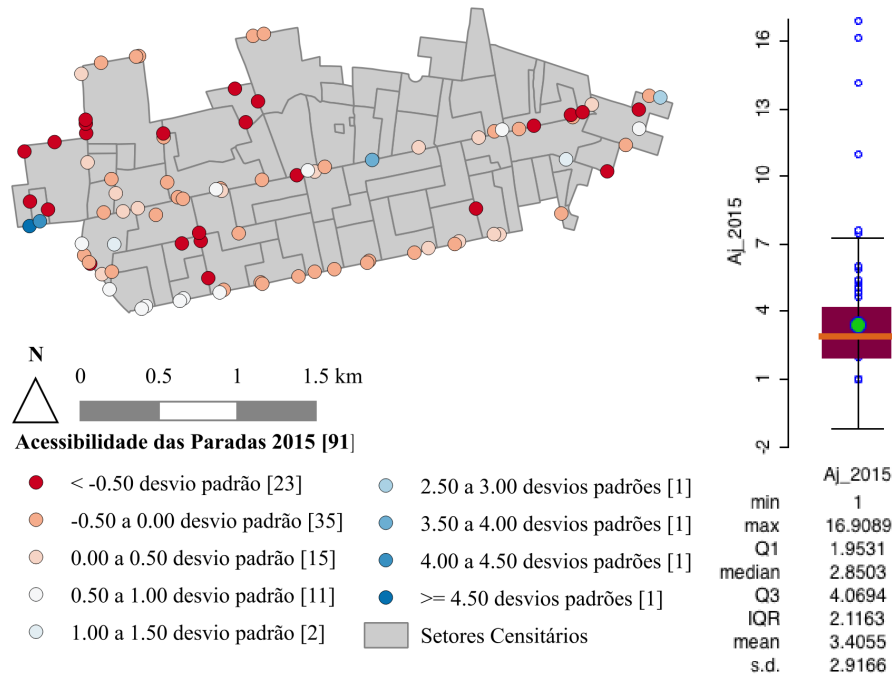 N
0 0.5 1 1.5 km
Acessibilidade das Paradas 2015 [91]
< -0.50 desvio padrão [23]
-0.50 a 0.00 desvio padrão [35]
0.00 a 0.50 desvio padrão [15]
0.50 a 1.00 desvio padrão [11]
1.00 a 1.50 desvio padrão [2]
2.50 a 3.00 desvios padrões [1]
3.50 a 4.00 desvios padrões [1]
4.00 a 4.50 desvios padrões [1]
>= 4.50 desvios padrões [1]
Setores Censitários
Aj_2015
16
13
10
7
4
1
-2
Aj_2015
min 1
max 16.9089
Q1 1.9531
median 2.8503
Q3 4.0694
IQR 2.1163
mean 3.4055
s.d. 2.9166